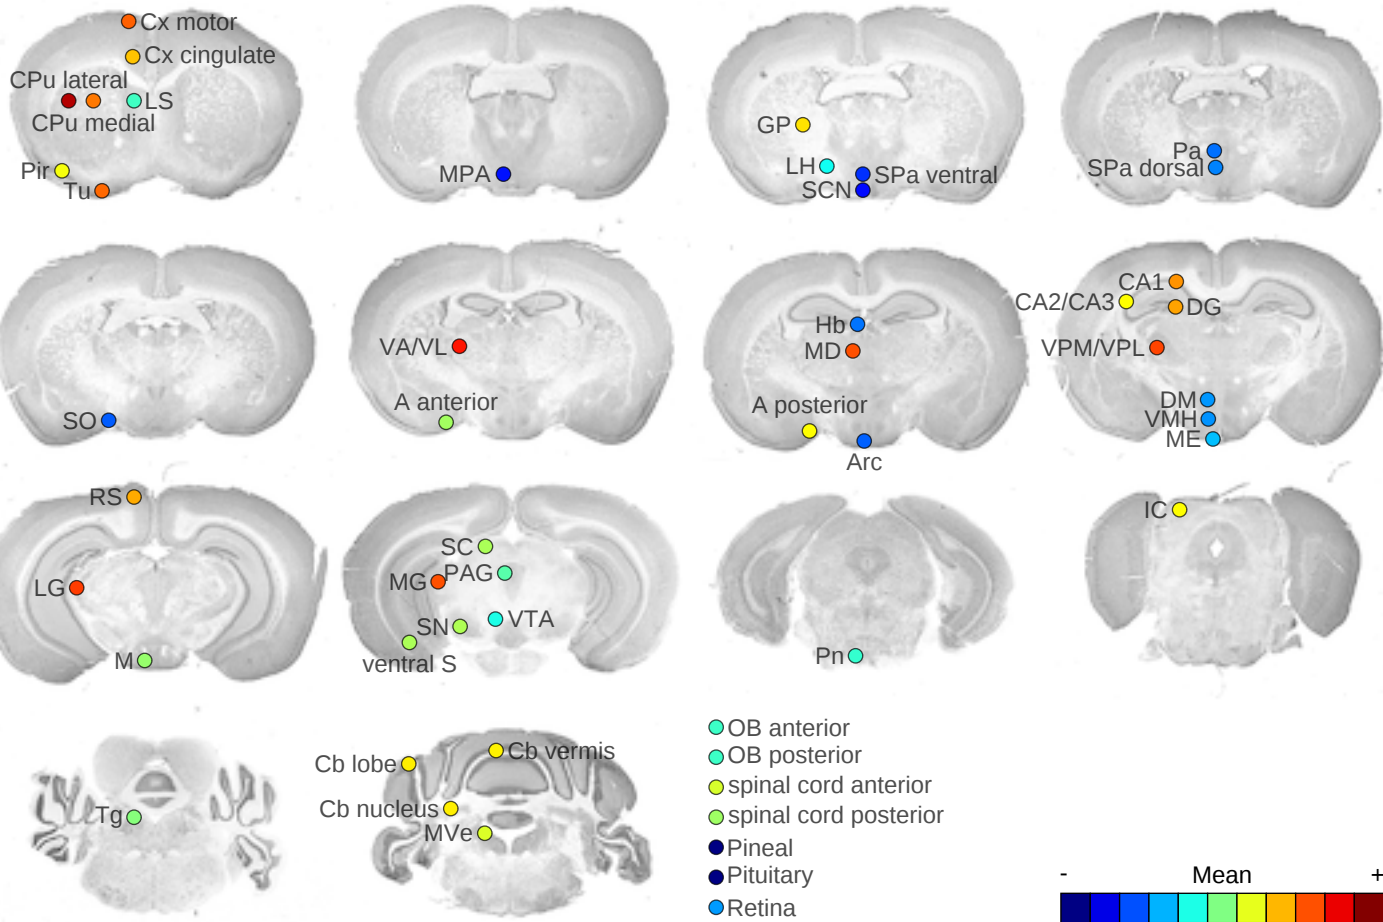 Cx motor
Cx cingulate
CPu lateral
LS
CPu medial
Pir
Tu
MPA
GP
LH
SPa ventral
SCN
Pa
SPa dorsal
SO
VA/VL
A anterior
Hb
MD
A posterior
Arc
CA1
CA2/CA3
DG
VPM/VPL
DM
VMH
ME
RS
LG
M
SC
MG
PAG
SN
VTA
ventral S
Pn
IC
Tg
Cb lobe
Cb vermis
Cb nucleus
MVe
OB anterior
OB posterior
spinal cord anterior
spinal cord posterior
Pineal
Pituitary
Retina
- Mean +